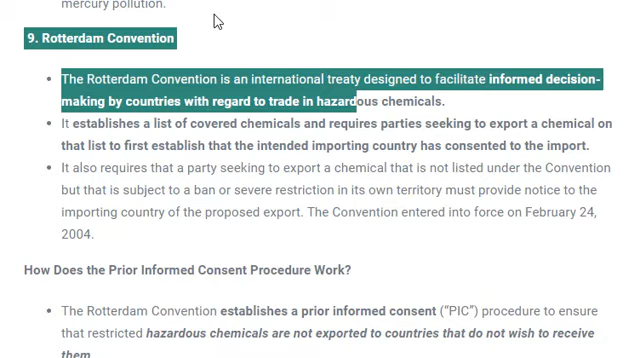 mercury pollution.
9. Rotterdam Convention
• The Rotterdam Convention is an international treaty designed to facilitate informed decision-
making by countries with regard to trade in hazardous chemicals.
• It establishes a list of covered chemicals and requires parties seeking to export a chemical on
that list to first establish that the intended importing country has consented to the import.
• It also requires that a party seeking to export a chemical that is not listed under the Convention
but that is subject to a ban or severe restriction in its own territory must provide notice to the
importing country of the proposed export. The Convention entered into force on February 24,
2004.
How Does the Prior Informed Consent Procedure Work?
• The Rotterdam Convention establishes a prior informed consent (“PIC”) procedure to ensure
that restricted hazardous chemicals are not exported to countries that do not wish to receive
them